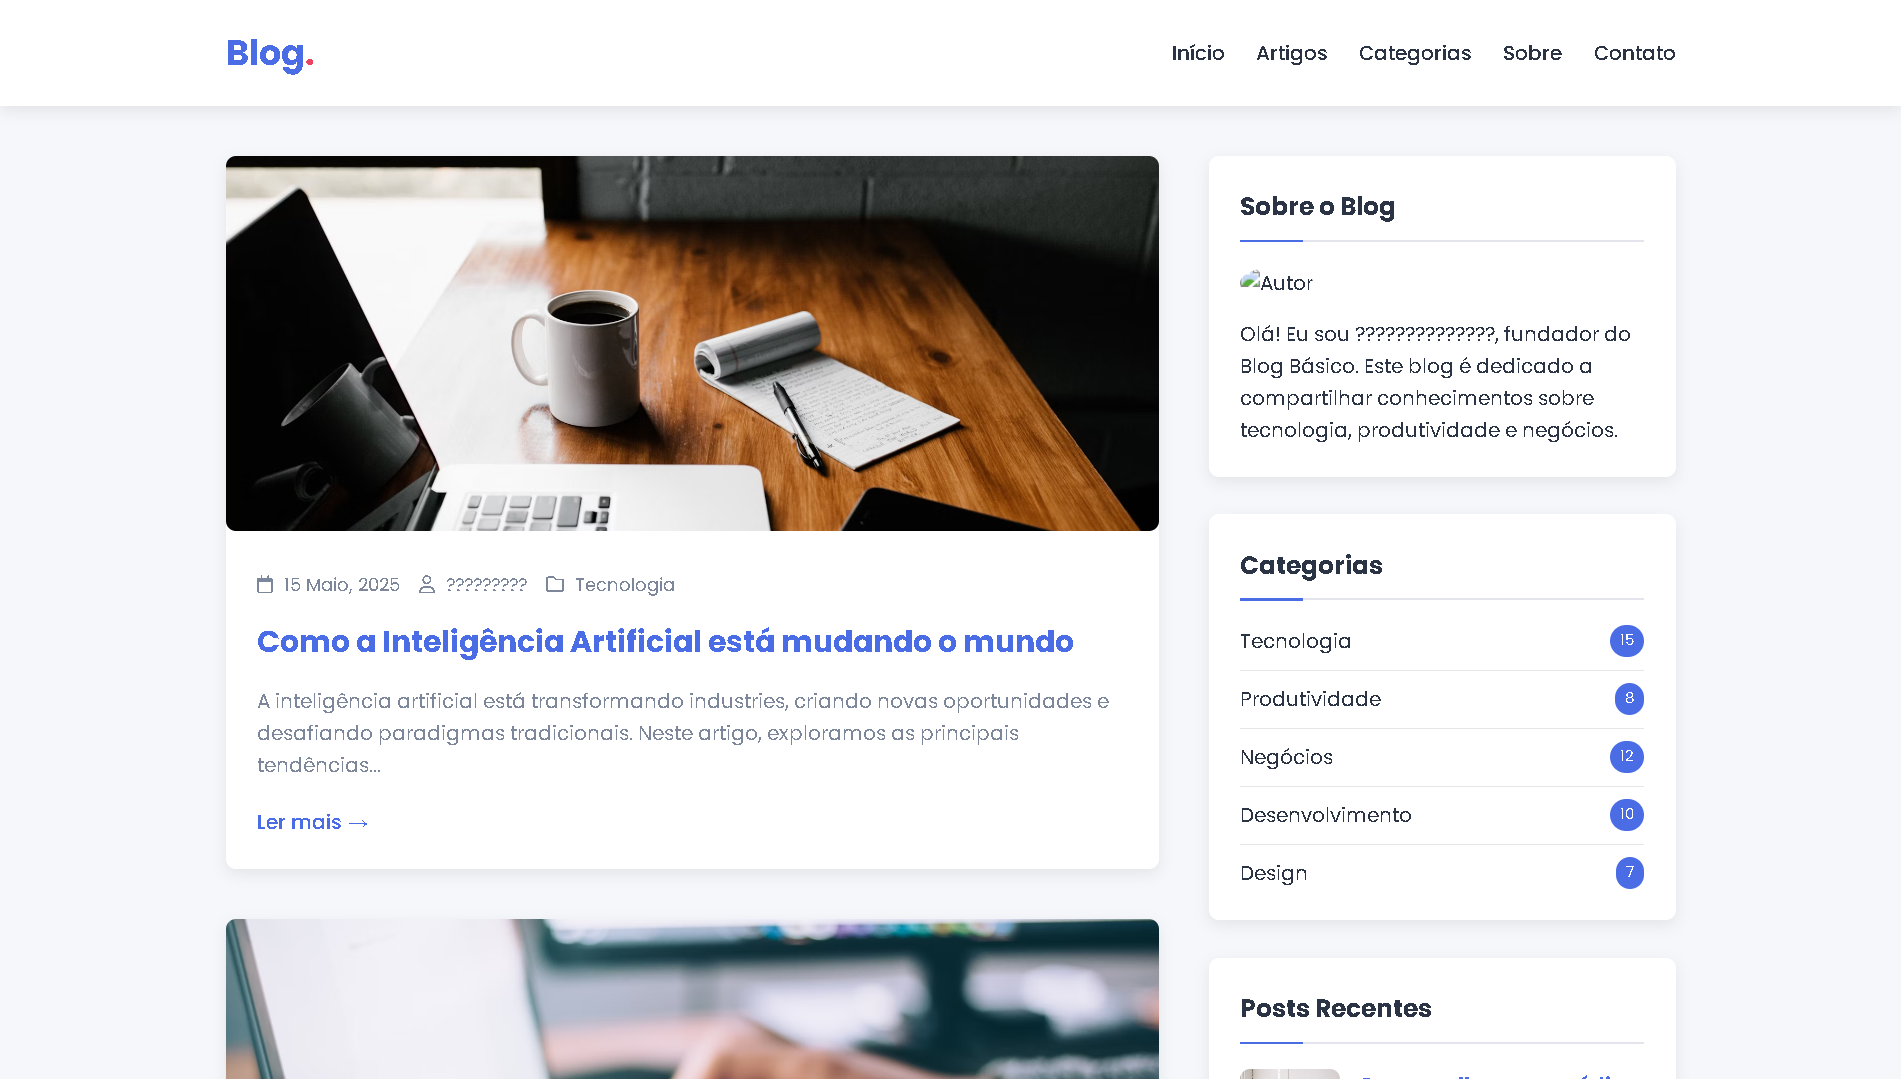 Blog.
Início Artigos Categorias Sobre Contato
15 Maio, 2025 ????????? Tecnologia
Como a Inteligência Artificial está mudando o mundo
A inteligência artificial está transformando industries, criando novas oportunidades e
desafiando paradigmas tradicionais. Neste artigo, exploramos as principais
tendências...
Ler mais →
Sobre o Blog
Autor
Olá! Eu sou ??????????????, fundador do
Blog Básico. Este blog é dedicado a
compartilhar conhecimentos sobre
tecnologia, produtividade e negócios.
Categorias
Tecnologia 15
Produtividade 8
Negócios 12
Desenvolvimento 10
Design 7
Posts Recentes